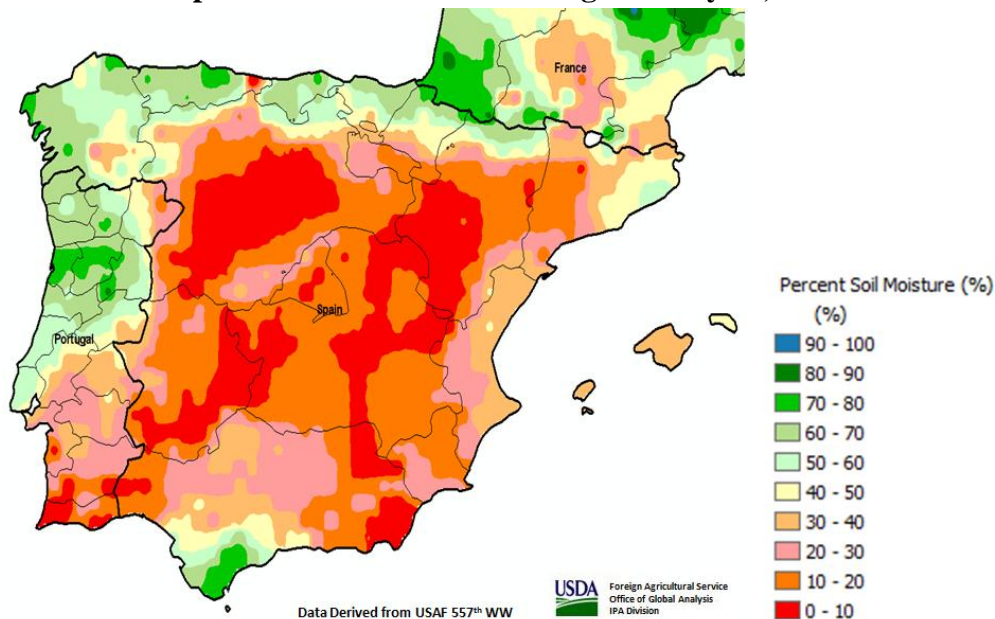 France
Spain
Portugal
Percent Soil Moisture (%)
(%)
90 - 100
80 - 90
70 - 80
60 - 70
50 - 60
40 - 50
30 - 40
20 - 30
10 - 20
0 - 10
Data Derived from USAF 557th WW
USDA
Foreign Agricultural Service
Office of Global Analysis
IPA Division